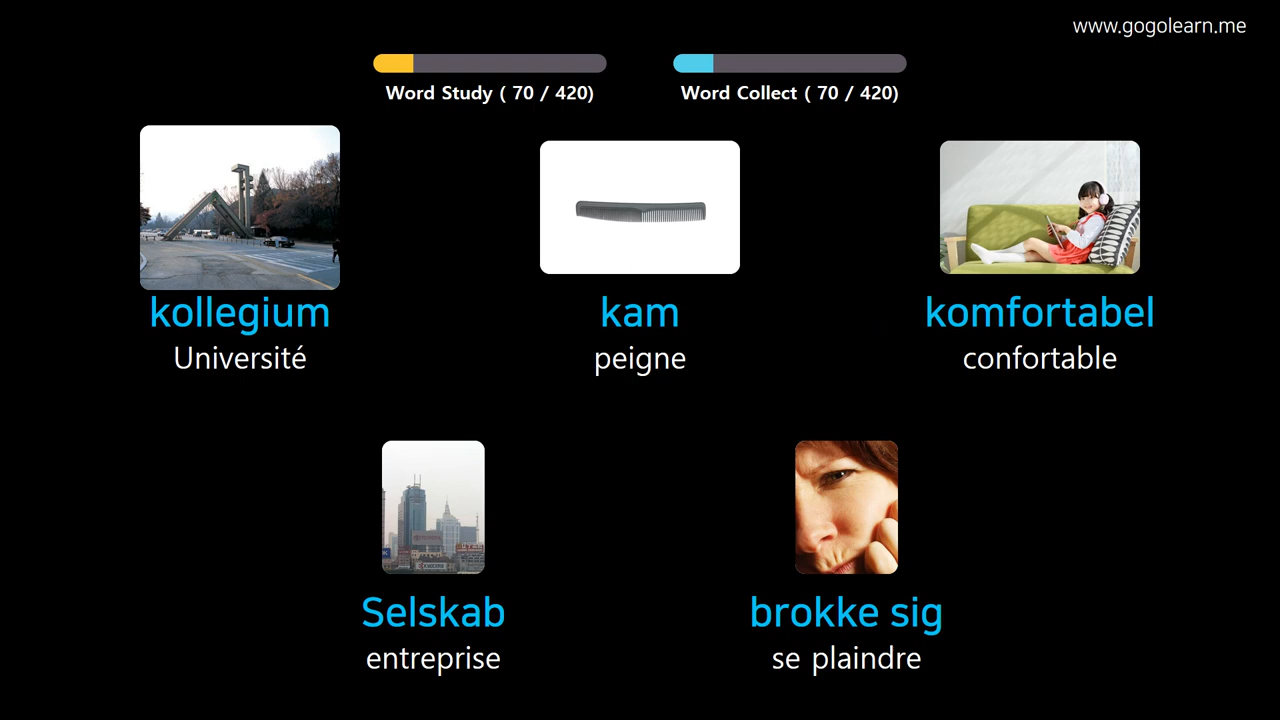 www.gogolearn.me
Word Study ( 70 / 420)
Word Collect ( 70 / 420)
kollegium
Université
kam
peigne
komfortabel
confortable
Selskab
entreprise
brokke sig
se plaindre